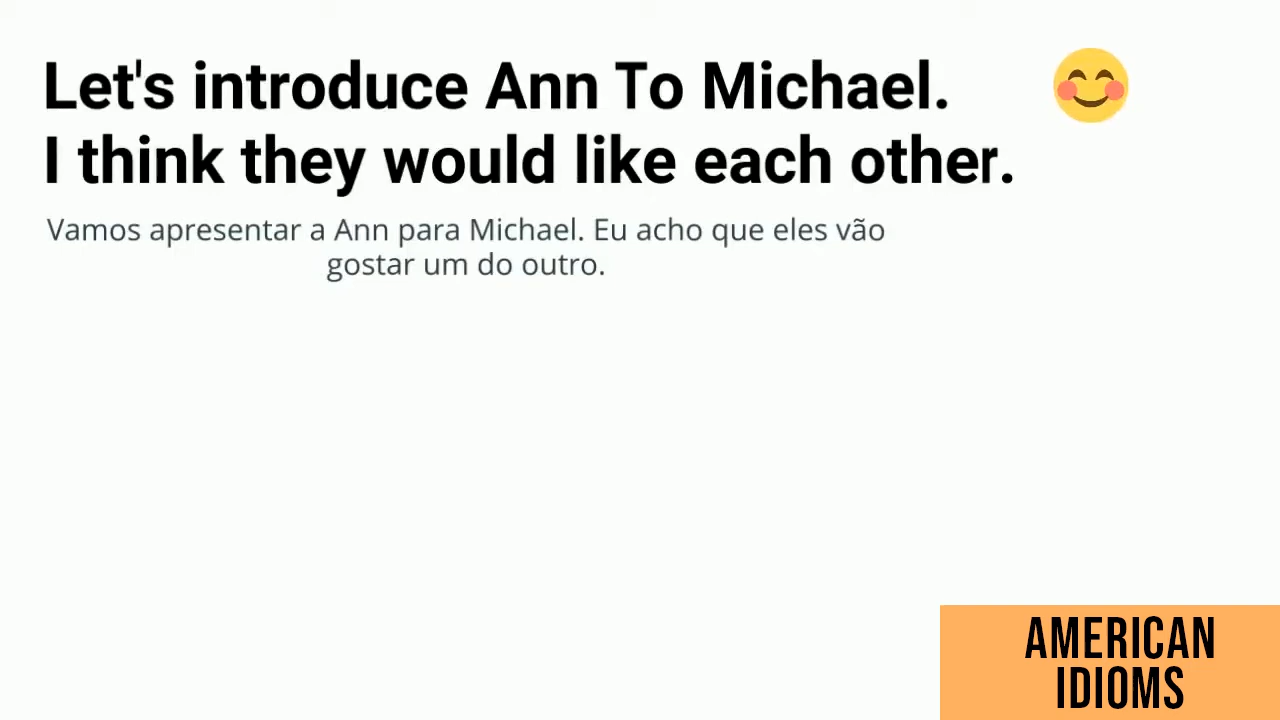 Let's introduce Ann To Michael.
I think they would like each other.
Vamos apresentar a Ann para Michael. Eu acho que eles vão
gostar um do outro.
AMERICAN
IDIOMS